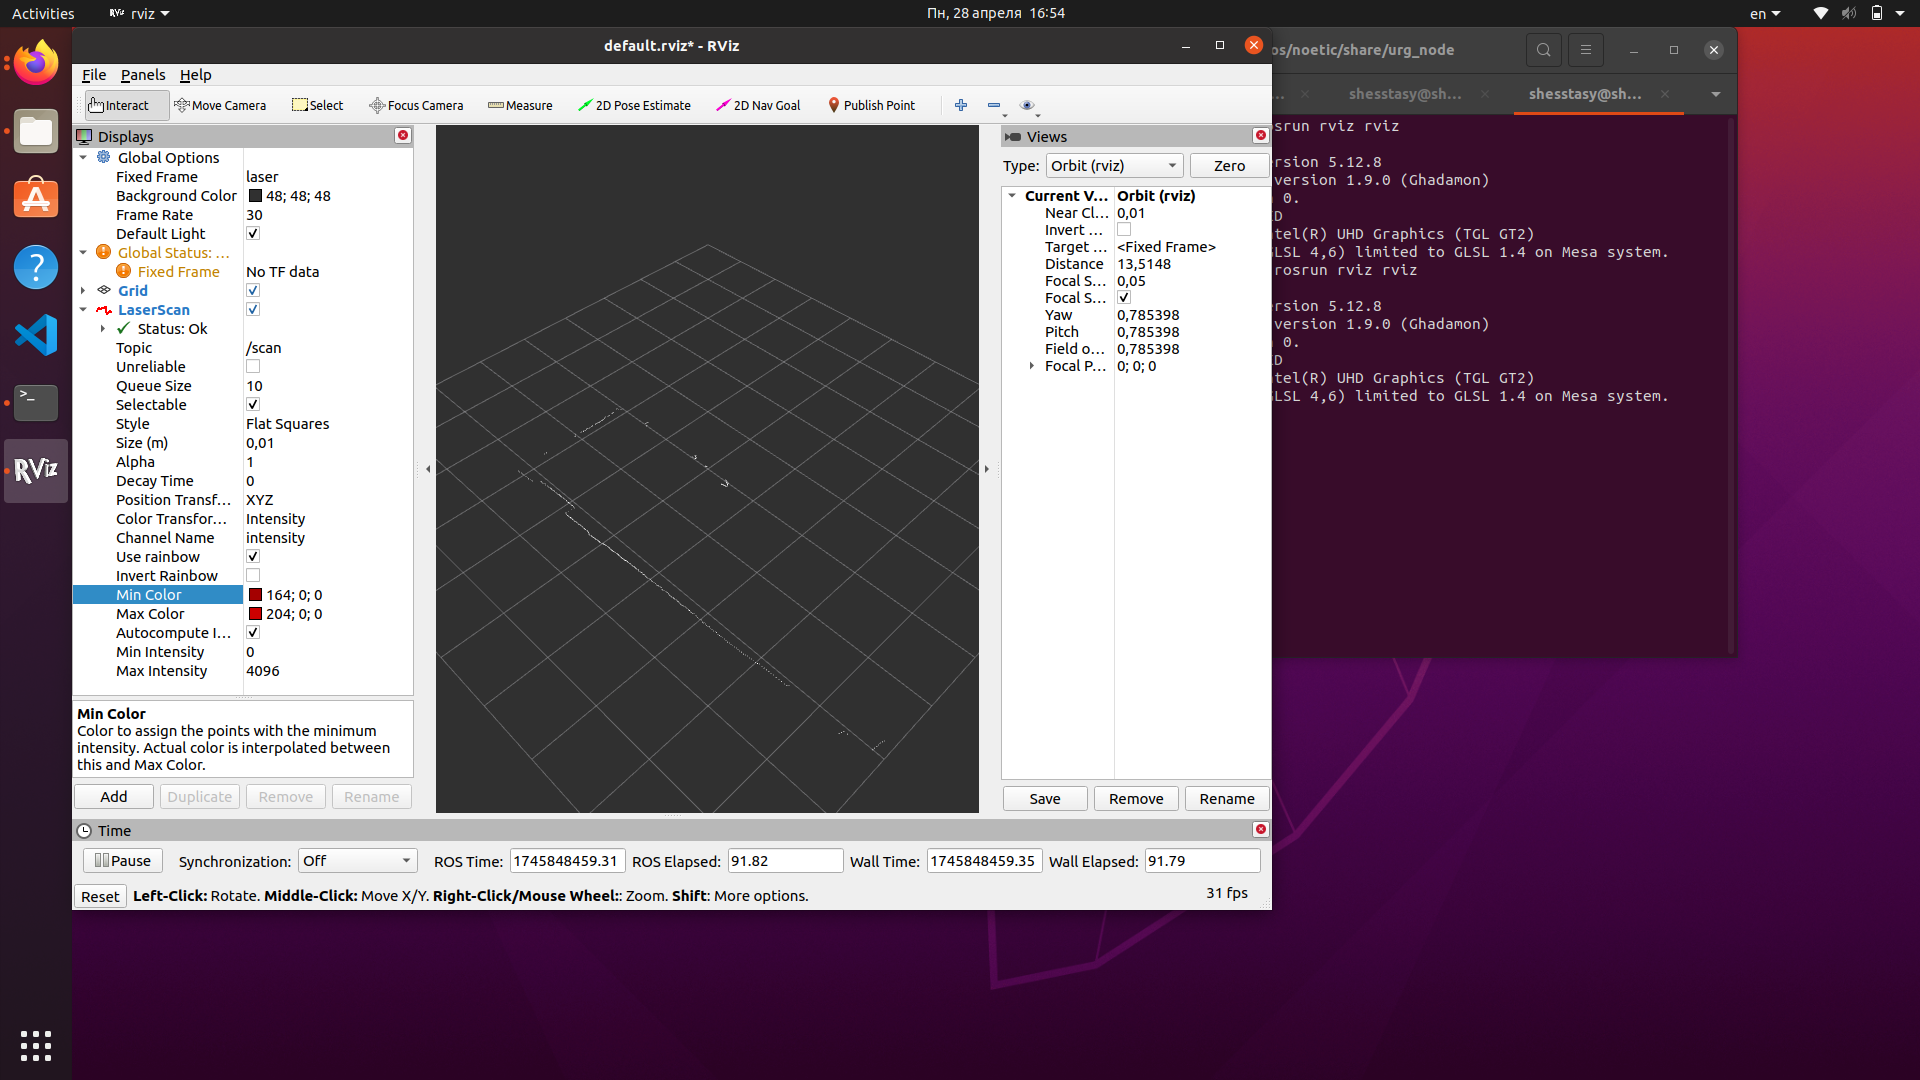 Activities
rviz
Пн, 28 апреля 16:54
en
default.rviz* - RViz
os/noetic/share/urg_node
File Panels Help
Interact Move Camera Select Focus Camera Measure 2D Pose Estimate 2D Nav Goal Publish Point
shesstasy@sh...
shesstasy@sh...
Displays
Global Options
Fixed Frame laser
Background Color 48; 48; 48
Frame Rate 30
Default Light
Global Status: ...
Fixed Frame No TF data
Grid
LaserScan
Status: Ok
Topic /scan
Unreliable
Queue Size 10
Selectable
Style Flat Squares
Size (m) 0,01
Alpha 1
Decay Time 0
Position Transf... XYZ
Color Transfor... Intensity
Channel Name intensity
Use rainbow
Invert Rainbow
Min Color 164; 0; 0
Max Color 204; 0; 0
Autocompute I...
Min Intensity 0
Max Intensity 4096
Min Color
Color to assign the points with the minimum
intensity. Actual color is interpolated between
this and Max Color.
Add Duplicate Remove Rename
Views
Type: Orbit (rviz) Zero
Current V... Orbit (rviz)
Near Cl... 0,01
Invert ...
Target ... <Fixed Frame>
Distance 13,5148
Focal S... 0,05
Focal S...
Yaw 0,785398
Pitch 0,785398
Field o... 0,785398
Focal P... 0; 0; 0
Save Remove Rename
srun rviz rviz
rsion 5.12.8
version 1.9.0 (Ghadamon)
0.
ID
ntel(R) UHD Graphics (TGL GT2)
LSL 4,6) limited to GLSL 1.4 on Mesa system.
rosrun rviz rviz
ersion 5.12.8
version 1.9.0 (Ghadamon)
0.
ID
ntel(R) UHD Graphics (TGL GT2)
LSL 4,6) limited to GLSL 1.4 on Mesa system.
Time
Pause Synchronization: Off ROS Time: 1745848459.31 ROS Elapsed: 91.82 Wall Time: 1745848459.35 Wall Elapsed: 91.79
Reset Left-Click: Rotate. Middle-Click: Move X/Y. Right-Click/Mouse Wheel:: Zoom. Shift: More options. 31 fps
RViz